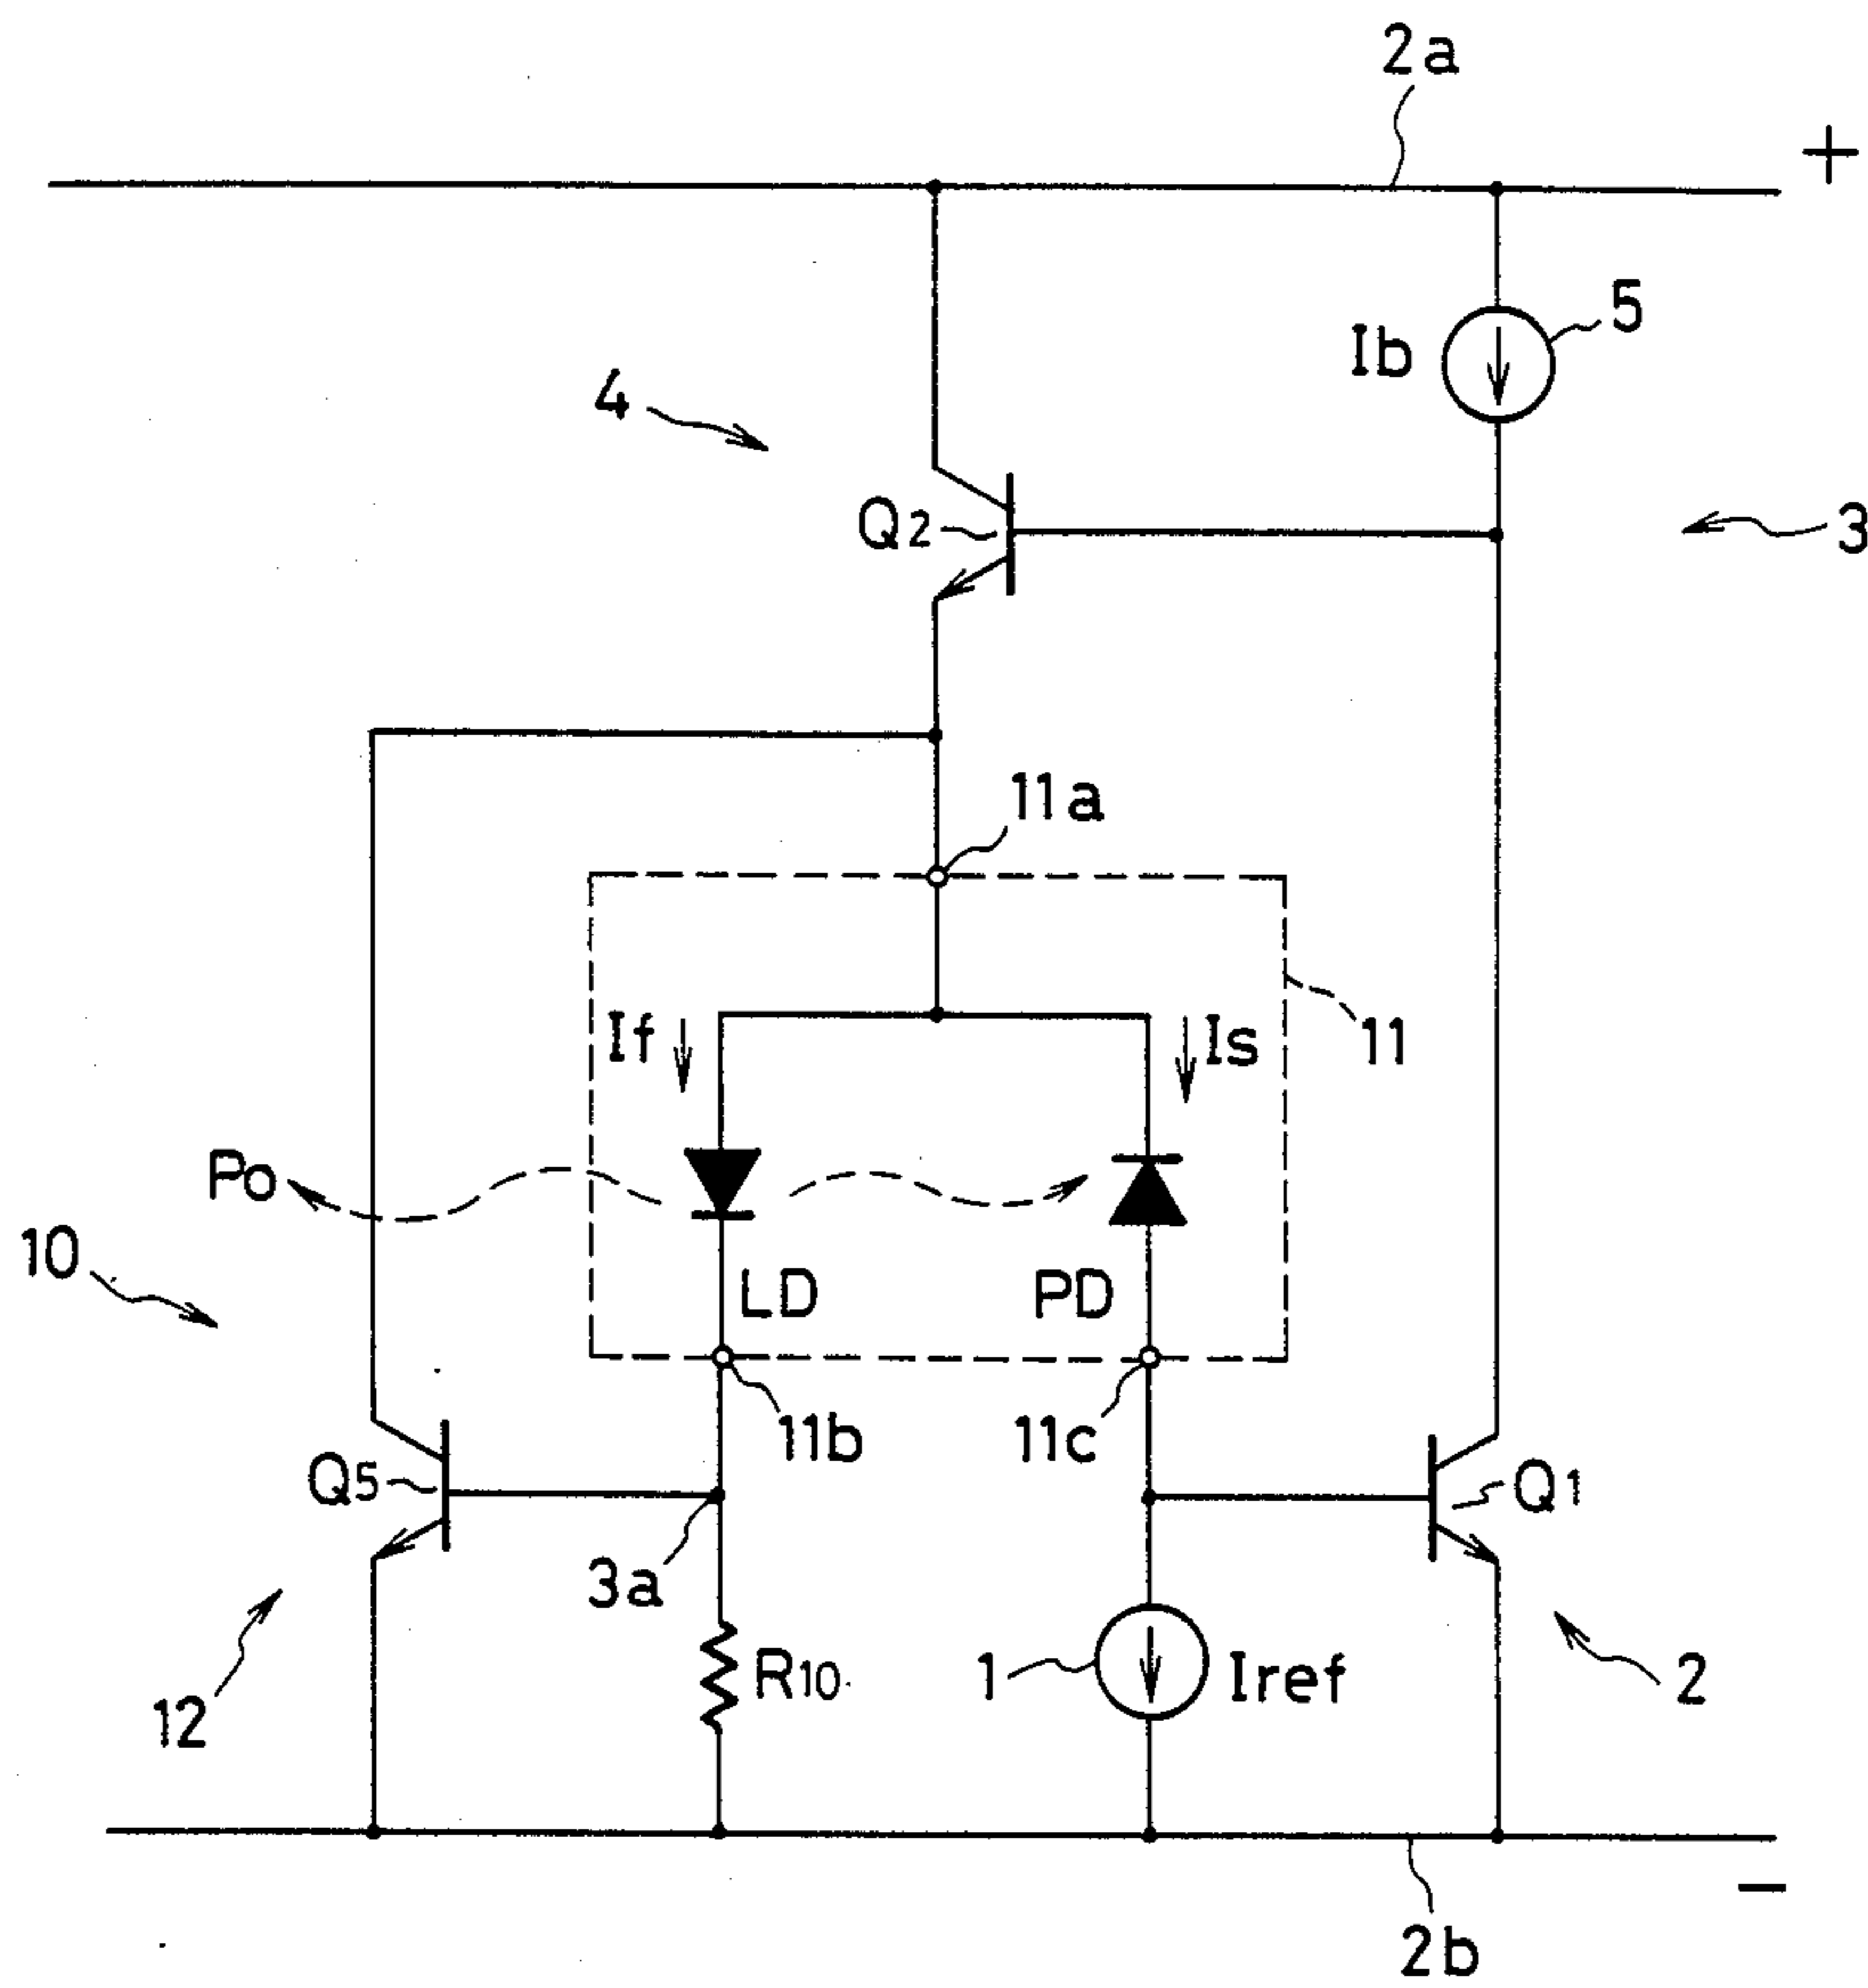 2a
+
5
Ib
4
Q2
3
11a
If
Is
11
Po
10
LD
PD
11b
11c
Q5
Q1
3a
R10
1
Iref
2
12
2b
−